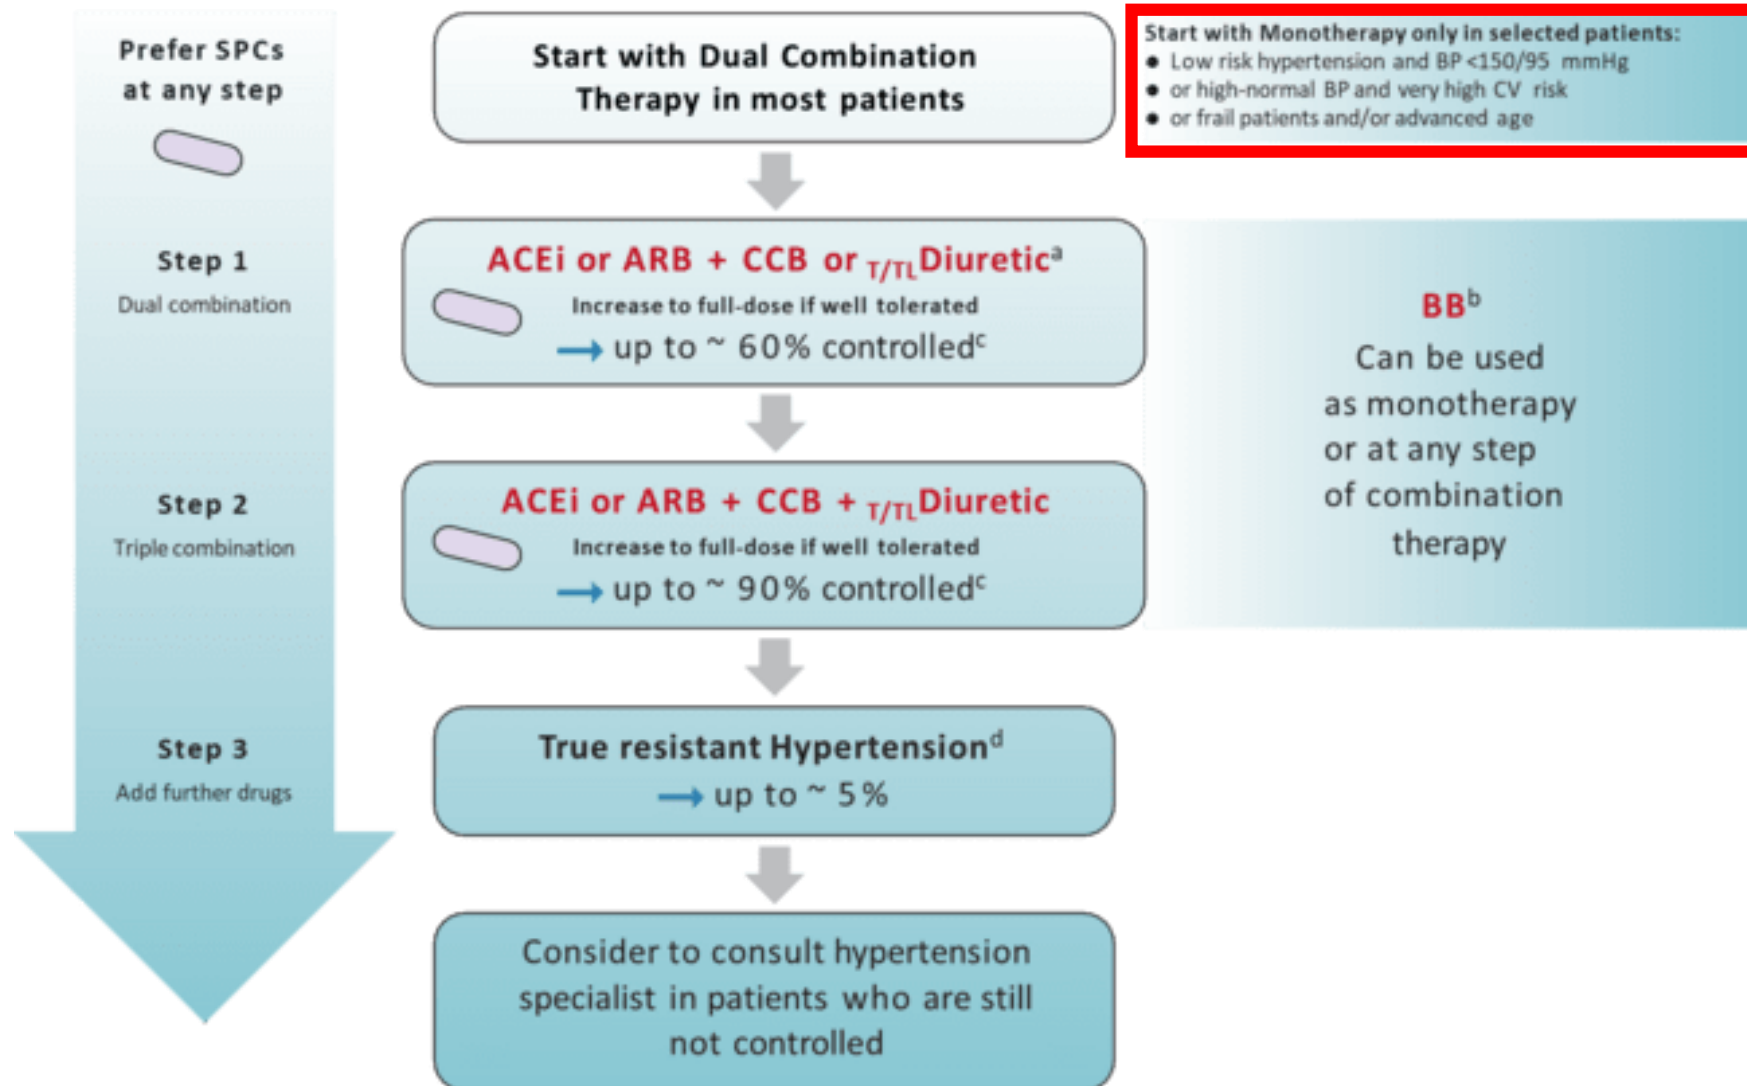 Prefer SPCs
at any step
Start with Dual Combination
Therapy in most patients
Start with Monotherapy only in selected patients:
● Low risk hypertension and BP <150/95 mmHg
● or high-normal BP and very high CV risk
● or frail patients and/or advanced age
Step 1
Dual combination
ACEi or ARB + CCB or T/TLDiuretica
Increase to full-dose if well tolerated
→ up to ~ 60% controlledc
BBb
Can be used
as monotherapy
or at any step
of combination
therapy
Step 2
Triple combination
ACEi or ARB + CCB + T/TLDiuretic
Increase to full-dose if well tolerated
→ up to ~ 90% controlledc
Step 3
Add further drugs
True resistant Hypertensiond
→ up to ~ 5%
Consider to consult hypertension
specialist in patients who are still
not controlled